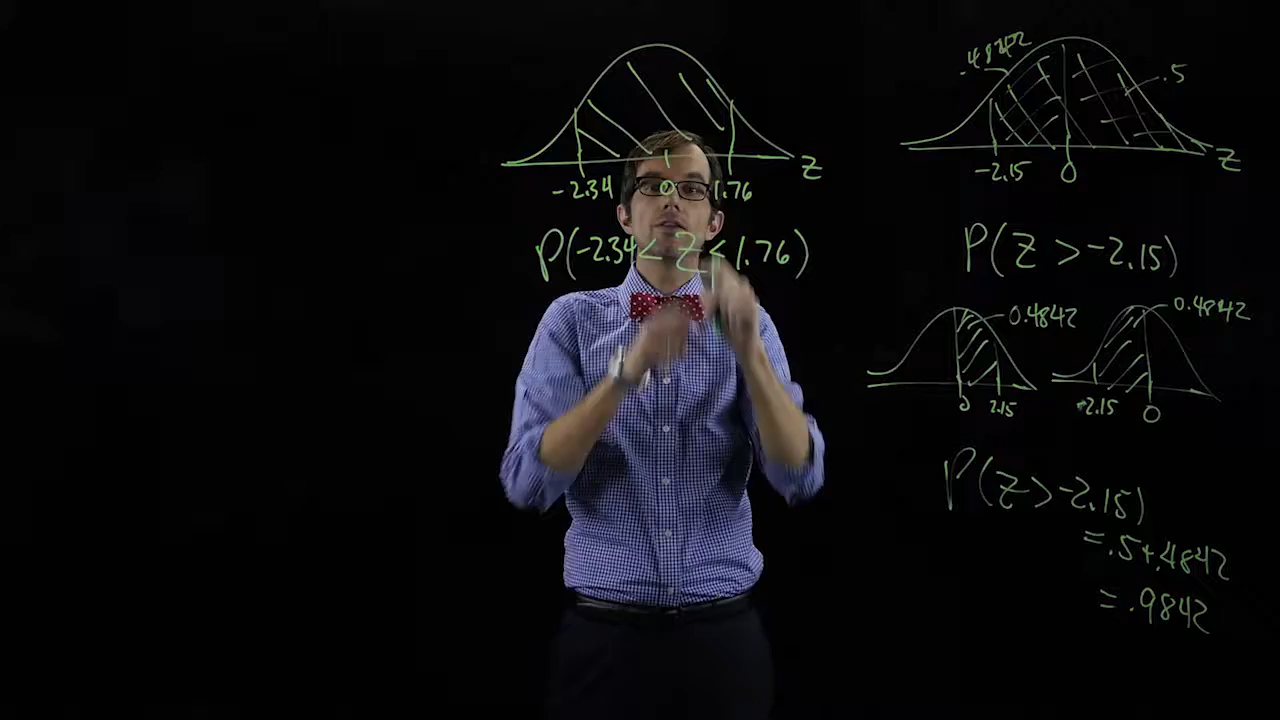 Z
-2.34 0 1.76
P(-2.34 < Z < 1.76)
.4842
.5
Z
-2.15 0
P(Z > -2.15)
0.4842
0 2.15
0.4842
-2.15 0
P(Z > -2.15)
= .5 + .4842
= .9842